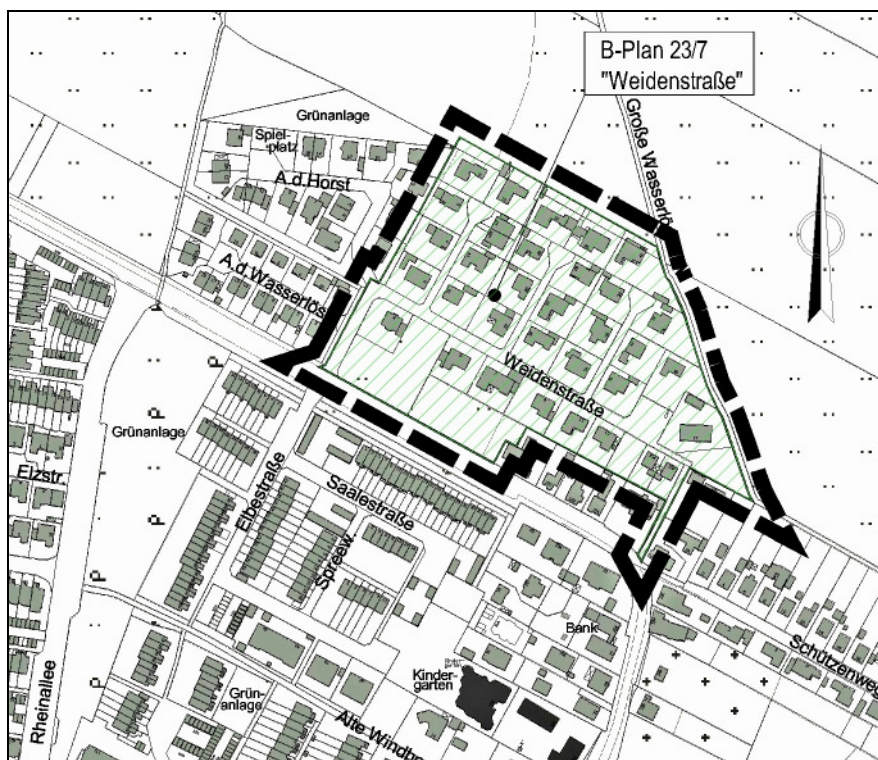 B-Plan 23/7
"Weidenstraße"
Große Wasserlös
Grünanlage
Spiel-
platz
A.d.Horst
A.d.Wasserlös
Weidenstraße
Grünanlage
Elzstr.
Elbestraße
Saalestraße
Spreew.
Rheinallee
Bank
Kinder-
garten
Schützenweg
Grün-
anlage
Alte Windb